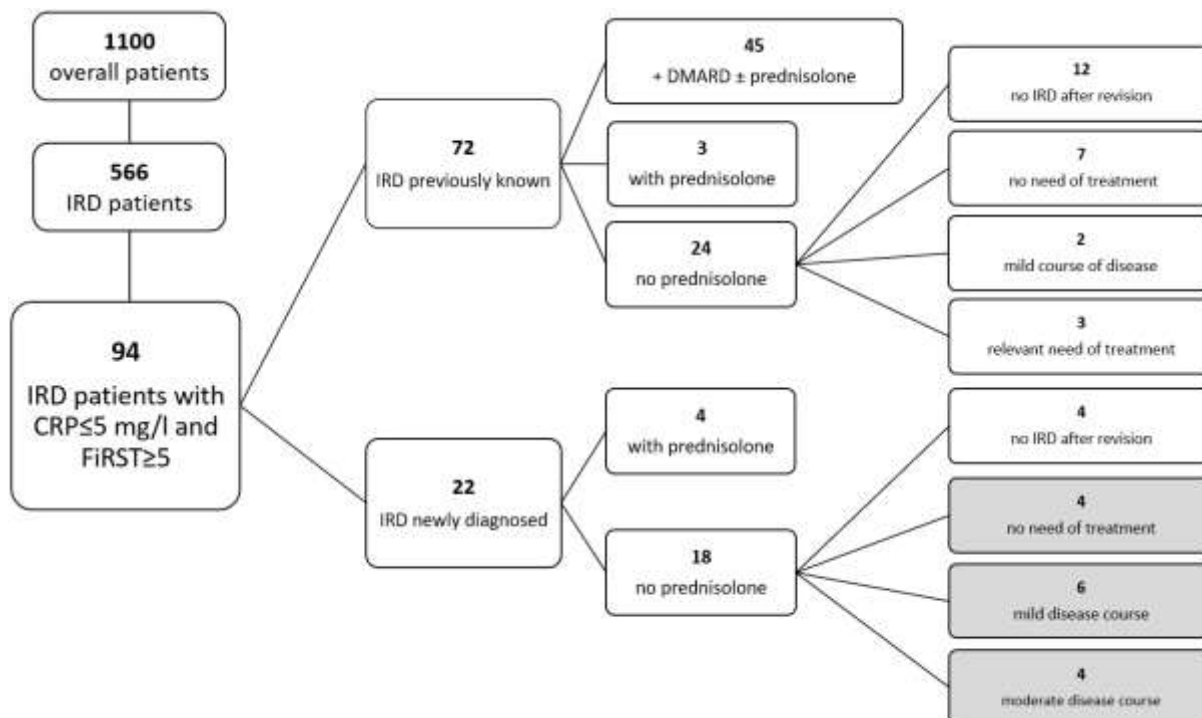 1100
overall patients
566
IRD patients
94
IRD patients with
CRP≤5 mg/l and
FiRST≥5
72
IRD previously known
22
IRD newly diagnosed
45
+ DMARD ± prednisolone
3
with prednisolone
24
no prednisolone
4
with prednisolone
18
no prednisolone
12
no IRD after revision
7
no need of treatment
2
mild course of disease
3
relevant need of treatment
4
no IRD after revision
4
no need of treatment
6
mild disease course
4
moderate disease course